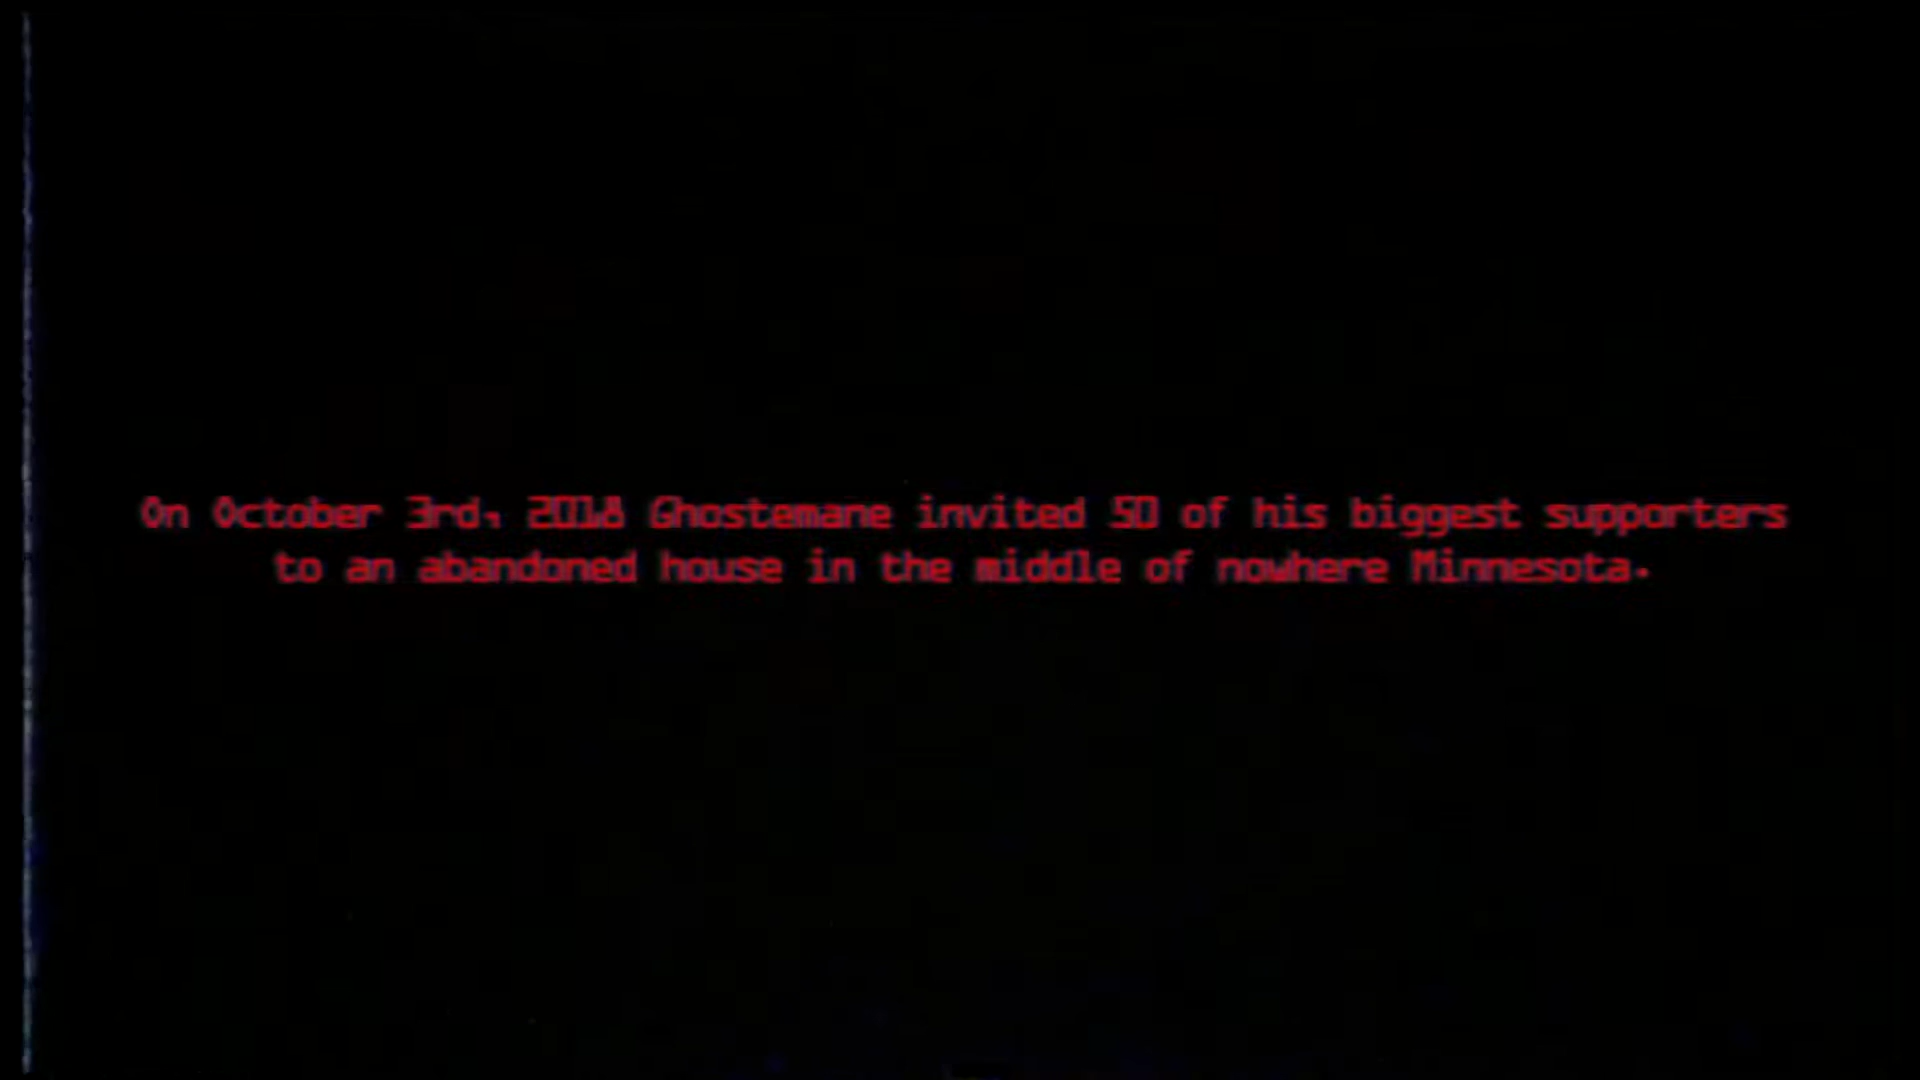 On October 3rd, 2018 Ghostemane invited 50 of his biggest supporters
to an abandoned house in the middle of nowhere Minnesota.